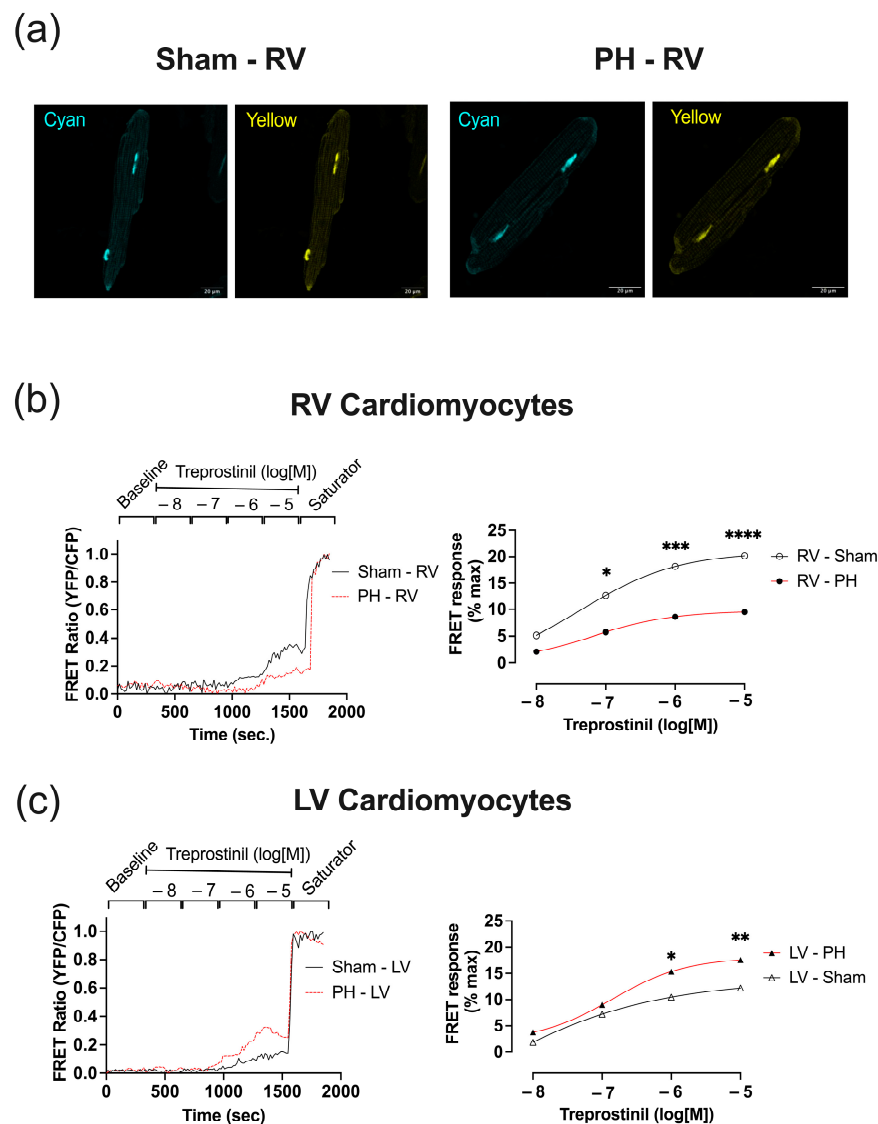 (a)
Sham - RV
PH - RV
Cyan
Yellow
Cyan
Yellow
20 µm
20 µm
20 µm
20 µm
(b)
RV Cardiomyocytes
Baseline
Treprostinil (log[M])
Saturator
– 8 – 7 – 6 – 5
FRET Ratio (YFP/CFP)
1.0
0.8
0.6
0.4
0.2
0.0
0 500 1000 1500 2000
Time (sec.)
Sham - RV
PH - RV
FRET response
(% max)
25
20
15
10
5
0
* *** ****
– 8 – 7 – 6 – 5
Treprostinil (log[M])
RV - Sham
RV - PH
(c)
LV Cardiomyocytes
Baseline
Treprostinil (log[M])
Saturator
– 8 – 7 – 6 – 5
FRET Ratio (YFP/CFP)
1.0
0.8
0.6
0.4
0.2
0.0
0 500 1000 1500 2000
Time (sec)
Sham - LV
PH - LV
FRET response
(% max)
25
20
15
10
5
0
* **
– 8 – 7 – 6 – 5
Treprostinil (log[M])
LV - PH
LV - Sham